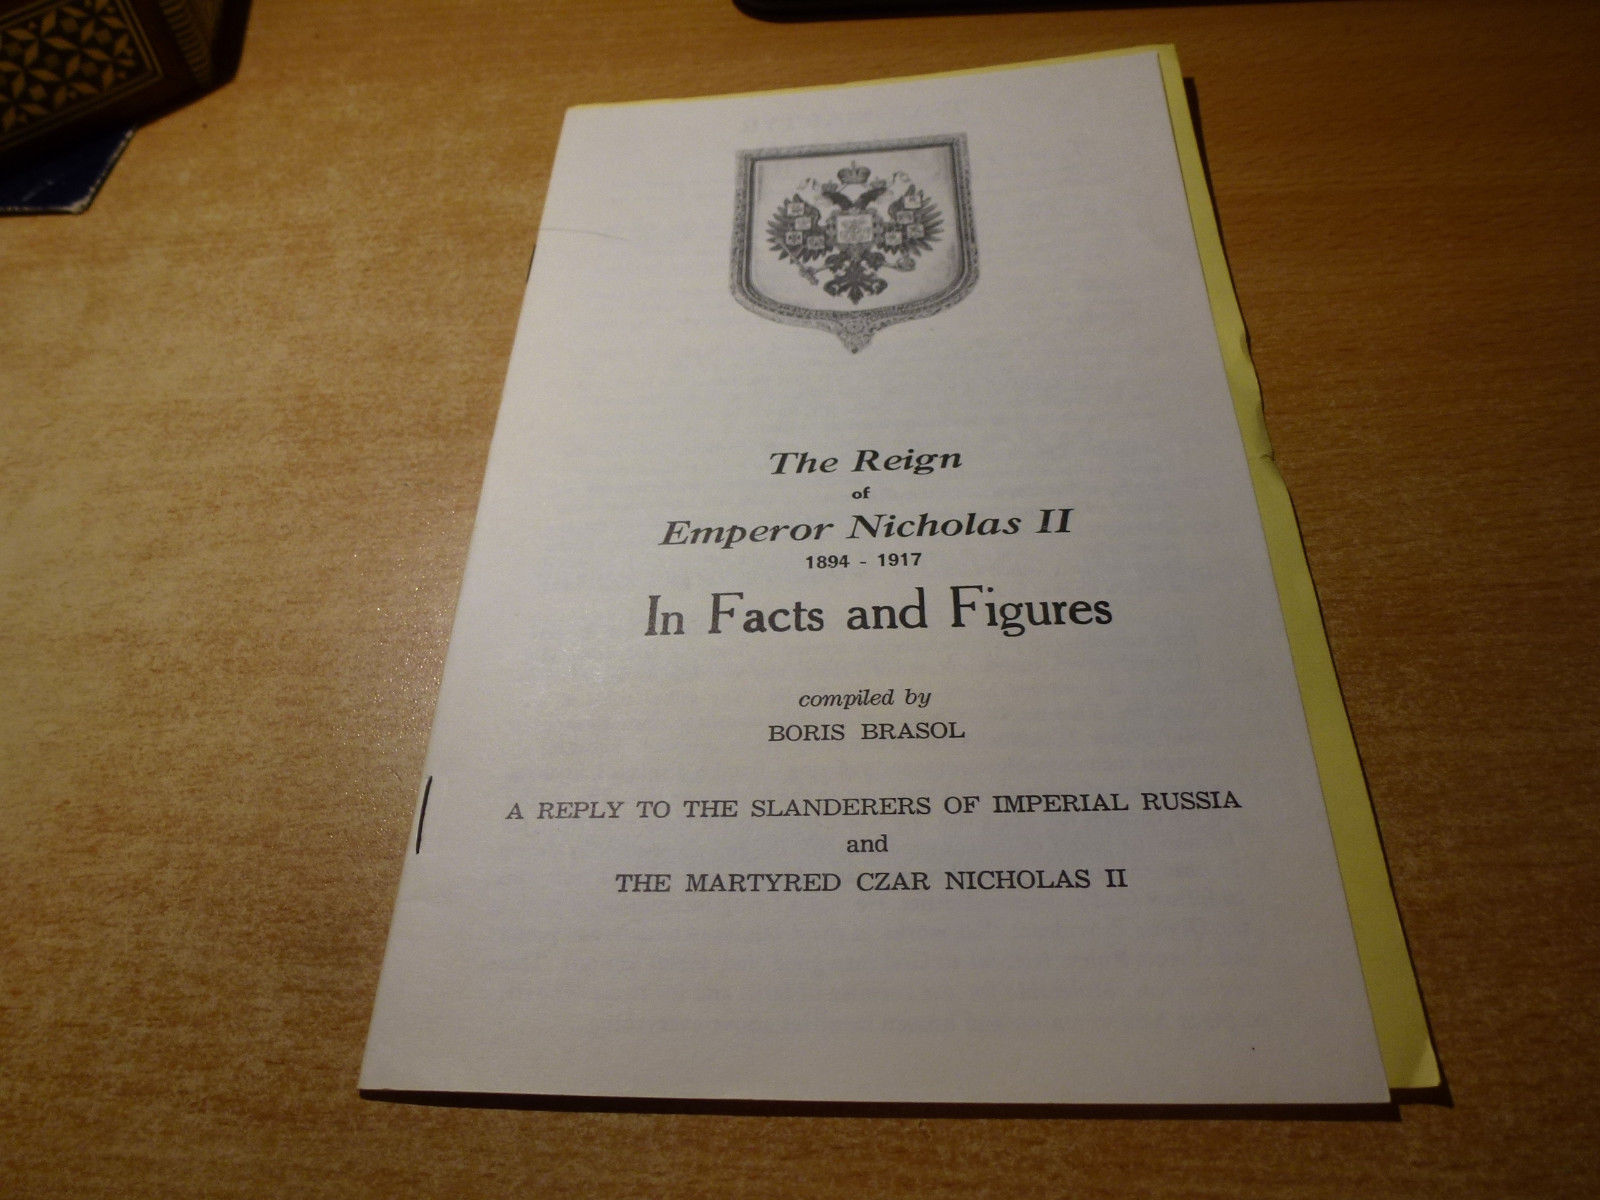 The Reign
of
Emperor Nicholas II
1894 - 1917
In Facts and Figures
compiled by
BORIS BRASOL
A REPLY TO THE SLANDERERS OF IMPERIAL RUSSIA
and
THE MARTYRED CZAR NICHOLAS II